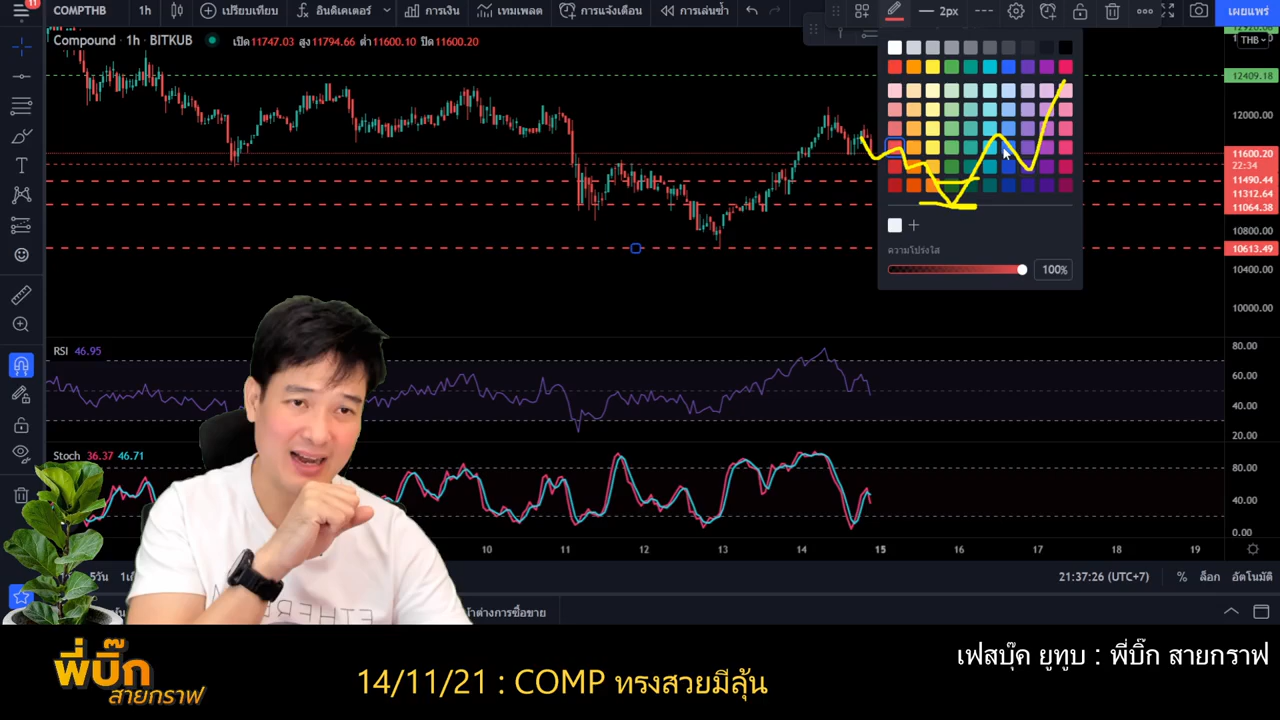 11
COMPTHB 1h เปรียบเทียบ อินดิเคเตอร์ การเงิน เทมเพลต การแจ้งเตือน การเล่นซ้ำ 2px เผยแพร่
Compound · 1h · BITKUB เปิด11747.03 สูง11794.66 ต่ำ11600.10 ปิด11600.20
THB
12409.18
12000.00
11600.20
22:34
11490.44
11312.64
11064.38
10800.00
ความโปร่งใส
10613.49
100%
10400.00
10000.00
RSI 46.95
80.00
60.00
40.00
20.00
Stoch 36.37 46.71
80.00
40.00
0.00
10 11 12 13 14 15 16 17 18 19
5วัน 21:37:26 (UTC+7) % ล็อก อัตโนมัติ
พี่บิ๊ก
สายกราฟ
14/11/21 : COMP ทรงสวยมีลุ้น
เฟสบุ๊ค ยูทูบ : พี่บิ๊ก สายกราฟ